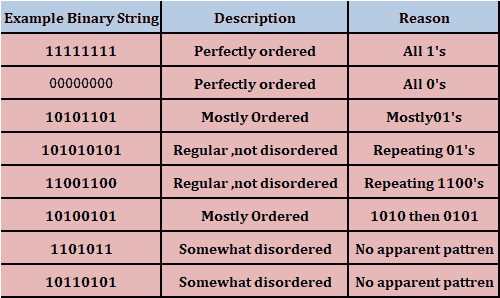 Example Binary String Description Reason
11111111 Perfectly ordered All 1's
00000000 Perfectly ordered All 0's
10101101 Mostly Ordered Mostly01's
101010101 Regular ,not disordered Repeating 01's
11001100 Regular ,not disordered Repeating 1100's
10100101 Mostly Ordered 1010 then 0101
1101011 Somewhat disordered No apparent pattren
10110101 Somewhat disordered No apparent pattren